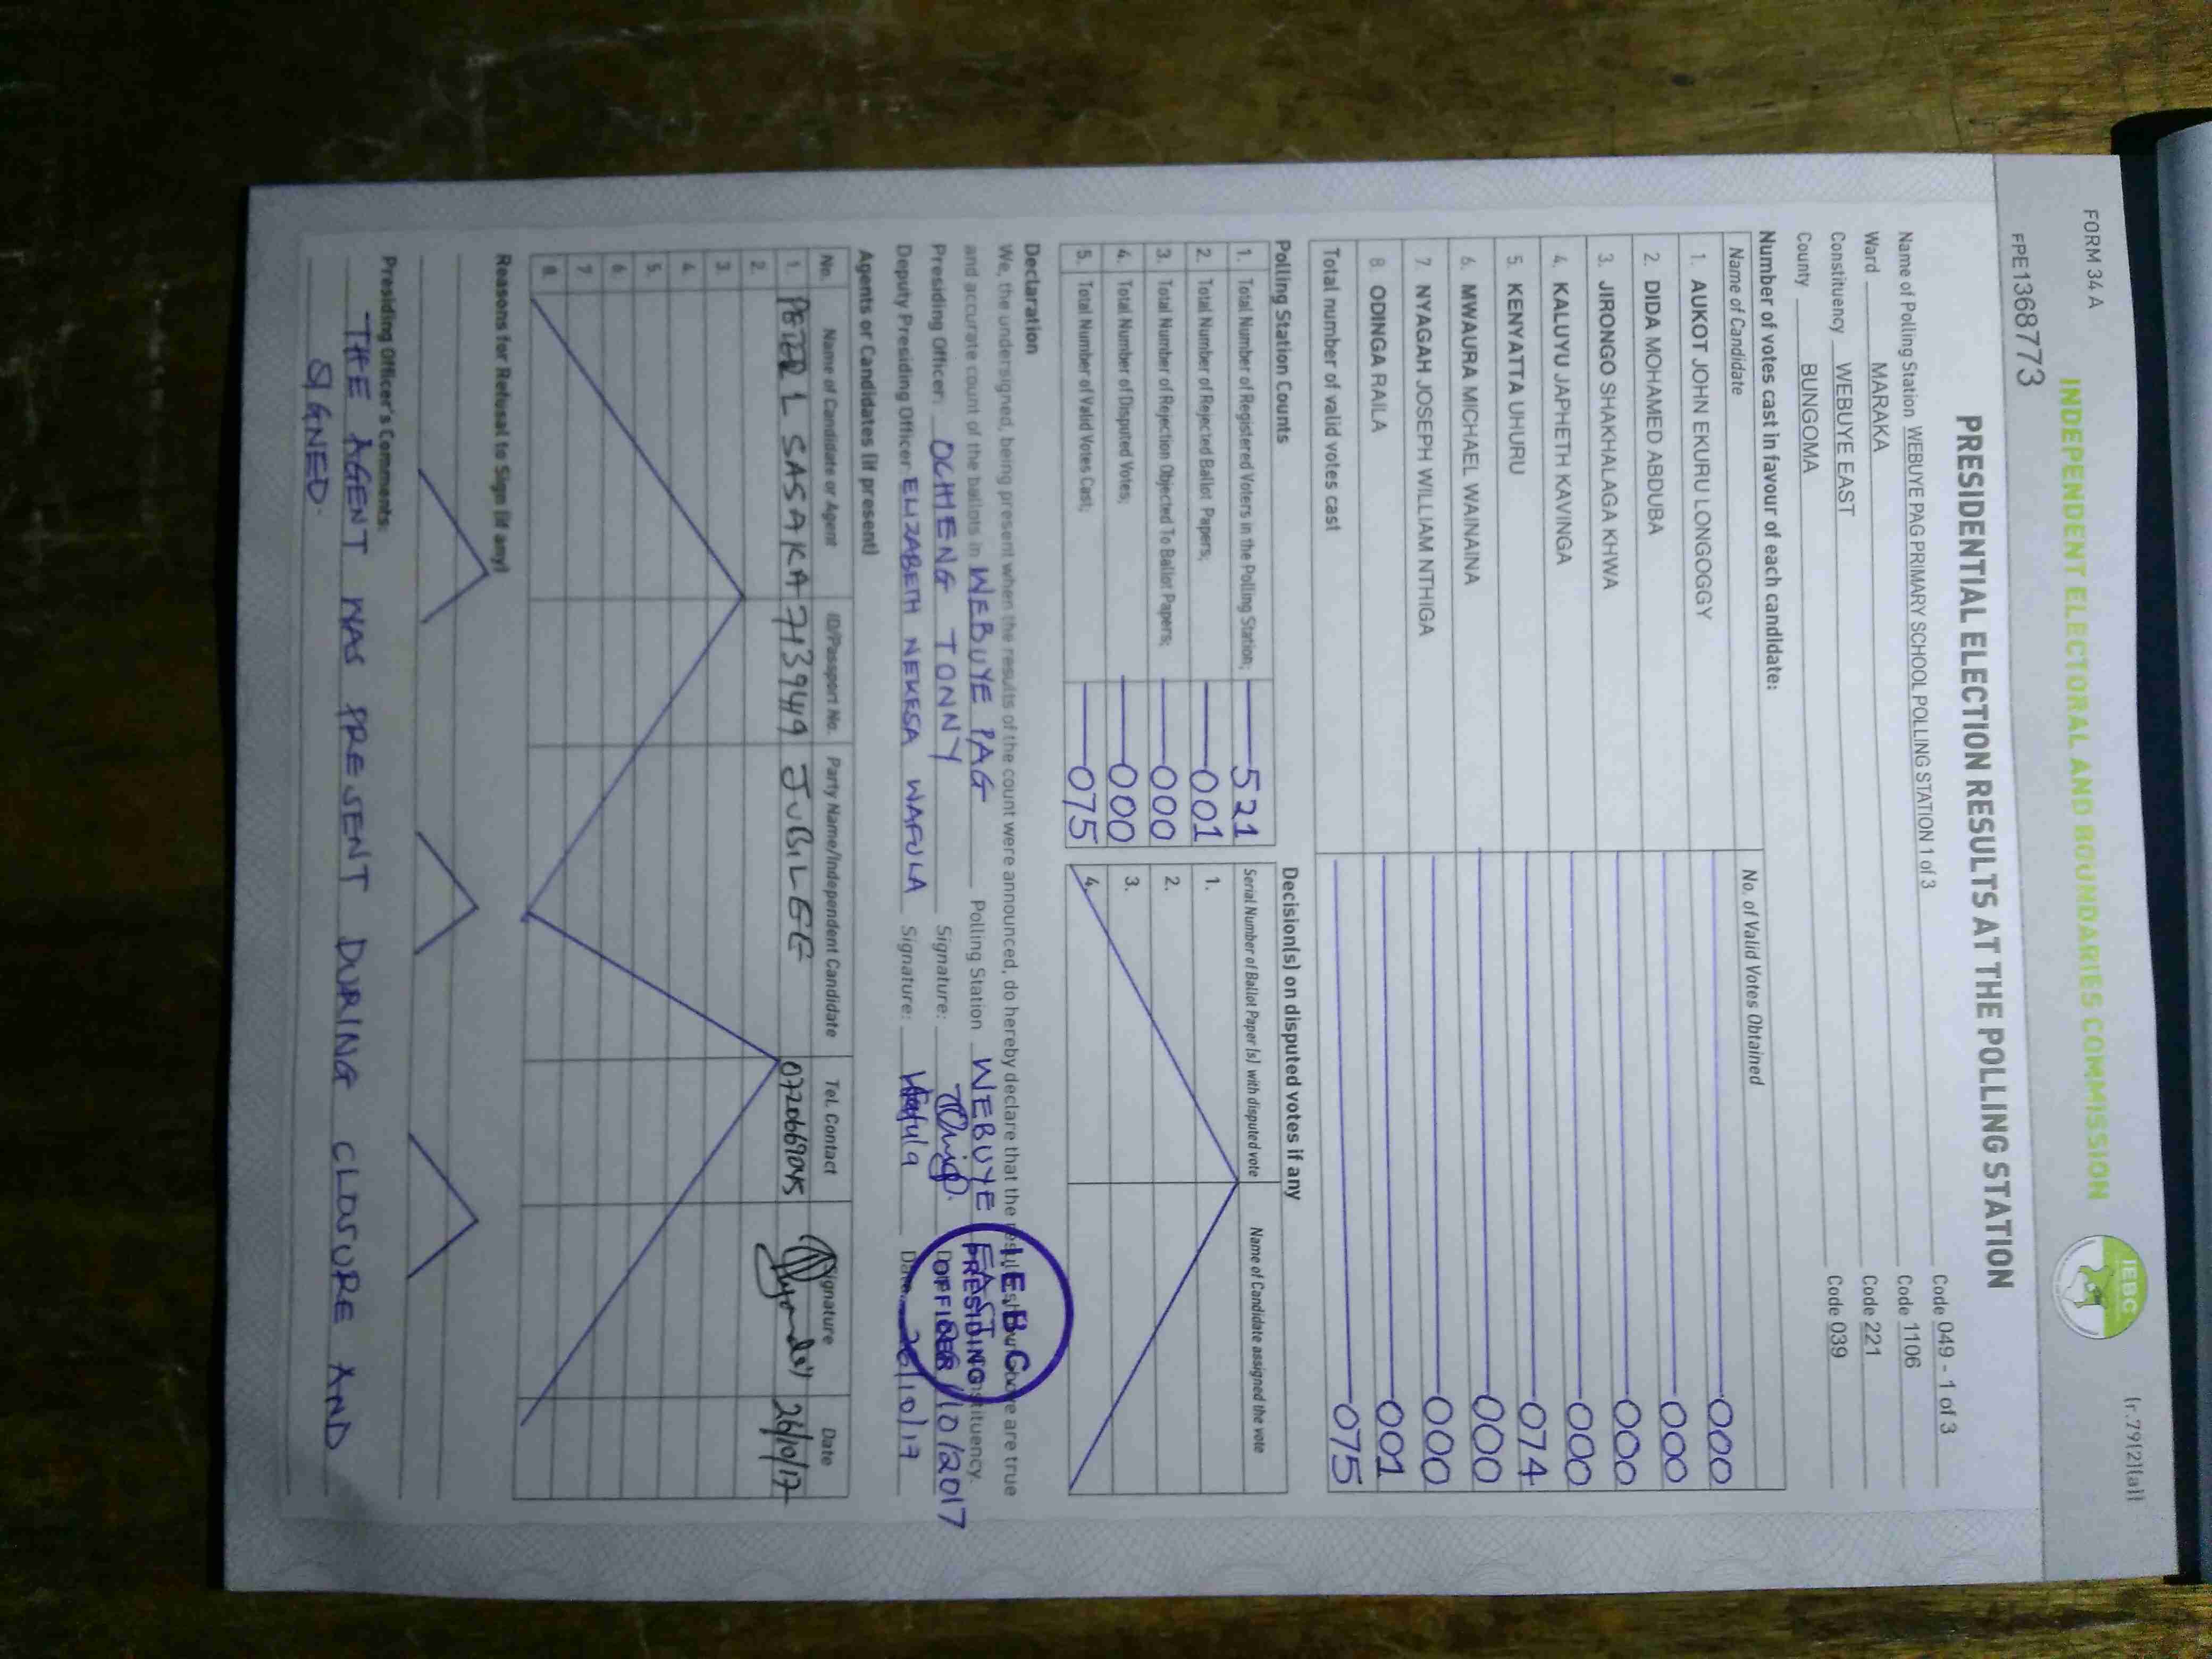 FORM 34 A
(r.79(2)(a))
INDEPENDENT ELECTORAL AND BOUNDARIES COMMISSION
IEBC
FPE1368773
PRESIDENTIAL ELECTION RESULTS AT THE POLLING STATION
Name of Polling Station WEBUYE PAG PRIMARY SCHOOL POLLING STATION 1 of 3 Code 049 - 1 of 3
Ward MARAKA Code 1106
Constituency WEBUYE EAST Code 221
County BUNGOMA Code 039
Number of votes cast in favour of each candidate:
Name of Candidate No. of Valid Votes Obtained
1. AUKOT JOHN EKURU LONGOGGY 000
2. DIDA MOHAMED ABDUBA 000
3. JIRONGO SHAKHALAGA KHWA 000
4. KALUYU JAPHETH KAVINGA 000
5. KENYATTA UHURU 074
6. MWAURA MICHAEL WAINAINA 000
7. NYAGAH JOSEPH WILLIAM NTHIGA 000
8 ODINGA RAILA 001
Total number of valid votes cast 075
Polling Station Counts
1. Total Number of Registered Voters in the Polling Station; 521
2. Total Number of Rejected Ballot Papers; 001
3. Total Number of Rejection Objected To Ballot Papers; 000
4. Total Number of Disputed Votes; 000
5. Total Number of Valid Votes Cast; 075
Decision(s) on disputed votes if any
Serial Number of Ballot Paper (s) with disputed vote Name of Candidate assigned the vote
1.
2.
3.
4.
Declaration
We, the undersigned, being present when the results of the count were announced, do hereby declare that the results shown above are true
and accurate count of the ballots in WEBUYE PAG Polling Station WEBUYE EAST Constituency.
Presiding Officer: OCHIENG TONNY Signature: Date 26/10/2017
Deputy Presiding Officer ELIZABETH NEKESA WAFULA Signature: Wafula Date 26/10/17
I.E.B.C
PRESIDING
OFFICER
Agents or Candidates (if present)
No. Name of Candidate or Agent ID/Passport No. Party Name/Independent Candidate Tel. Contact Signature Date
1. PETER L SASAKA 7139449 JUBILEE 0720669045 26/10/17
2.
3.
4.
5.
6.
7.
8.
Reasons for Refusal to Sign (if any)
Presiding Officer's Comments:
THE AGENT WAS PRESENT DURING CLOSURE AND
SIGNED.